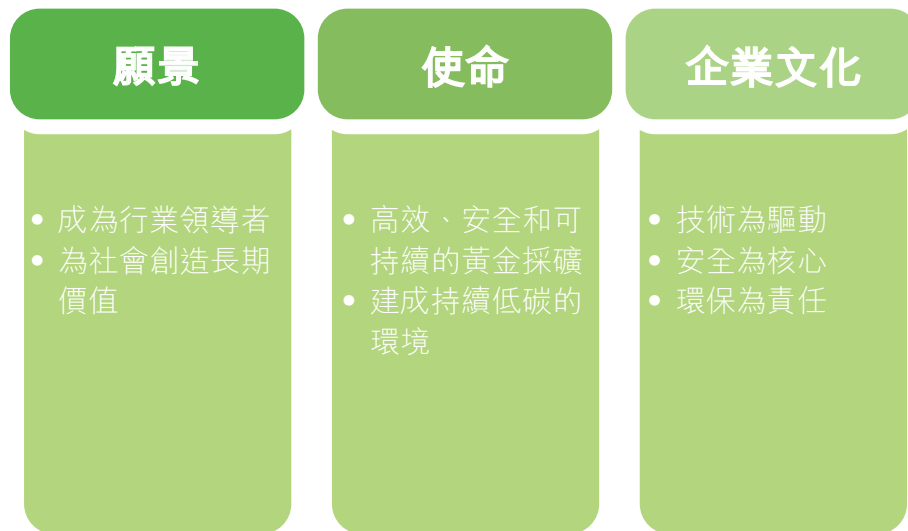 願景
• 成為行業領導者
• 為社會創造長期
價值
使命
• 高效、安全和可
持續的黃金採礦
• 建成持續低碳的
環境
企業文化
• 技術為驅動
• 安全為核心
• 環保為責任